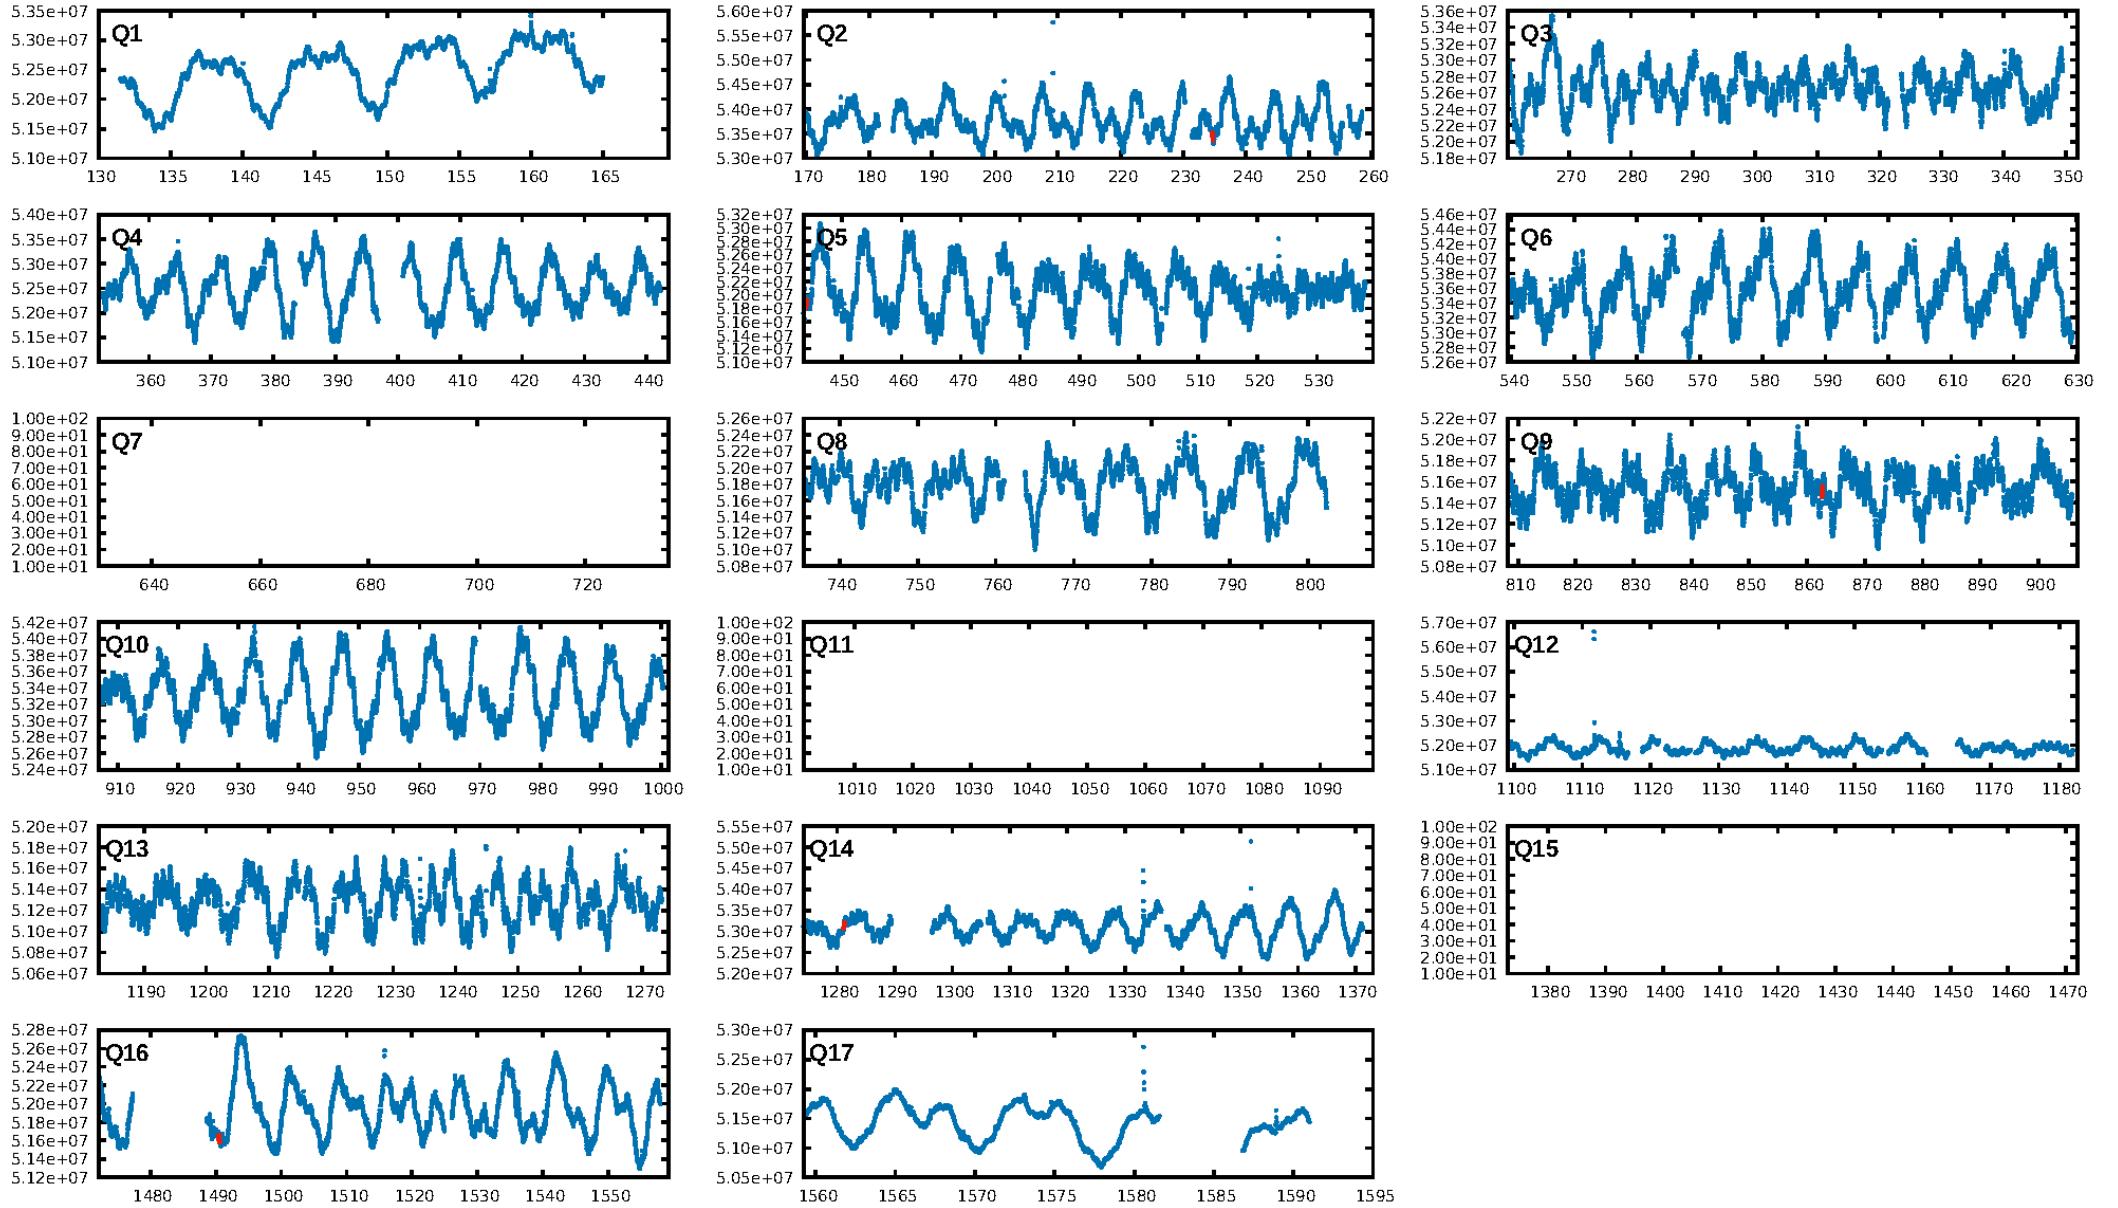 Q1
5.35e+07
5.30e+07
5.25e+07
5.20e+07
5.15e+07
5.10e+07
130 135 140 145 150 155 160 165
Q2
5.60e+07
5.55e+07
5.50e+07
5.45e+07
5.40e+07
5.35e+07
5.30e+07
170 180 190 200 210 220 230 240 250 260
Q3
5.36e+07
5.34e+07
5.32e+07
5.30e+07
5.28e+07
5.26e+07
5.24e+07
5.22e+07
5.20e+07
5.18e+07
270 280 290 300 310 320 330 340 350
Q4
5.40e+07
5.35e+07
5.30e+07
5.25e+07
5.20e+07
5.15e+07
5.10e+07
360 370 380 390 400 410 420 430 440
Q5
5.32e+07
5.30e+07
5.28e+07
5.26e+07
5.24e+07
5.22e+07
5.20e+07
5.18e+07
5.16e+07
5.14e+07
5.12e+07
5.10e+07
450 460 470 480 490 500 510 520 530
Q6
5.46e+07
5.44e+07
5.42e+07
5.40e+07
5.38e+07
5.36e+07
5.34e+07
5.32e+07
5.30e+07
5.28e+07
5.26e+07
540 550 560 570 580 590 600 610 620 630
Q7
1.00e+02
9.00e+01
8.00e+01
7.00e+01
6.00e+01
5.00e+01
4.00e+01
3.00e+01
2.00e+01
1.00e+01
640 660 680 700 720
Q8
5.26e+07
5.24e+07
5.22e+07
5.20e+07
5.18e+07
5.16e+07
5.14e+07
5.12e+07
5.10e+07
5.08e+07
740 750 760 770 780 790 800
Q9
5.22e+07
5.20e+07
5.18e+07
5.16e+07
5.14e+07
5.12e+07
5.10e+07
5.08e+07
810 820 830 840 850 860 870 880 890 900
Q10
5.42e+07
5.40e+07
5.38e+07
5.36e+07
5.34e+07
5.32e+07
5.30e+07
5.28e+07
5.26e+07
5.24e+07
910 920 930 940 950 960 970 980 990 1000
Q11
1.00e+02
9.00e+01
8.00e+01
7.00e+01
6.00e+01
5.00e+01
4.00e+01
3.00e+01
2.00e+01
1.00e+01
1010 1020 1030 1040 1050 1060 1070 1080 1090
Q12
5.70e+07
5.60e+07
5.50e+07
5.40e+07
5.30e+07
5.20e+07
5.10e+07
1100 1110 1120 1130 1140 1150 1160 1170 1180
Q13
5.20e+07
5.18e+07
5.16e+07
5.14e+07
5.12e+07
5.10e+07
5.08e+07
5.06e+07
1190 1200 1210 1220 1230 1240 1250 1260 1270
Q14
5.55e+07
5.50e+07
5.45e+07
5.40e+07
5.35e+07
5.30e+07
5.25e+07
5.20e+07
1280 1290 1300 1310 1320 1330 1340 1350 1360 1370
Q15
1.00e+02
9.00e+01
8.00e+01
7.00e+01
6.00e+01
5.00e+01
4.00e+01
3.00e+01
2.00e+01
1.00e+01
1380 1390 1400 1410 1420 1430 1440 1450 1460 1470
Q16
5.28e+07
5.26e+07
5.24e+07
5.22e+07
5.20e+07
5.18e+07
5.16e+07
5.14e+07
5.12e+07
1480 1490 1500 1510 1520 1530 1540 1550
Q17
5.30e+07
5.25e+07
5.20e+07
5.15e+07
5.10e+07
5.05e+07
1560 1565 1570 1575 1580 1585 1590 1595